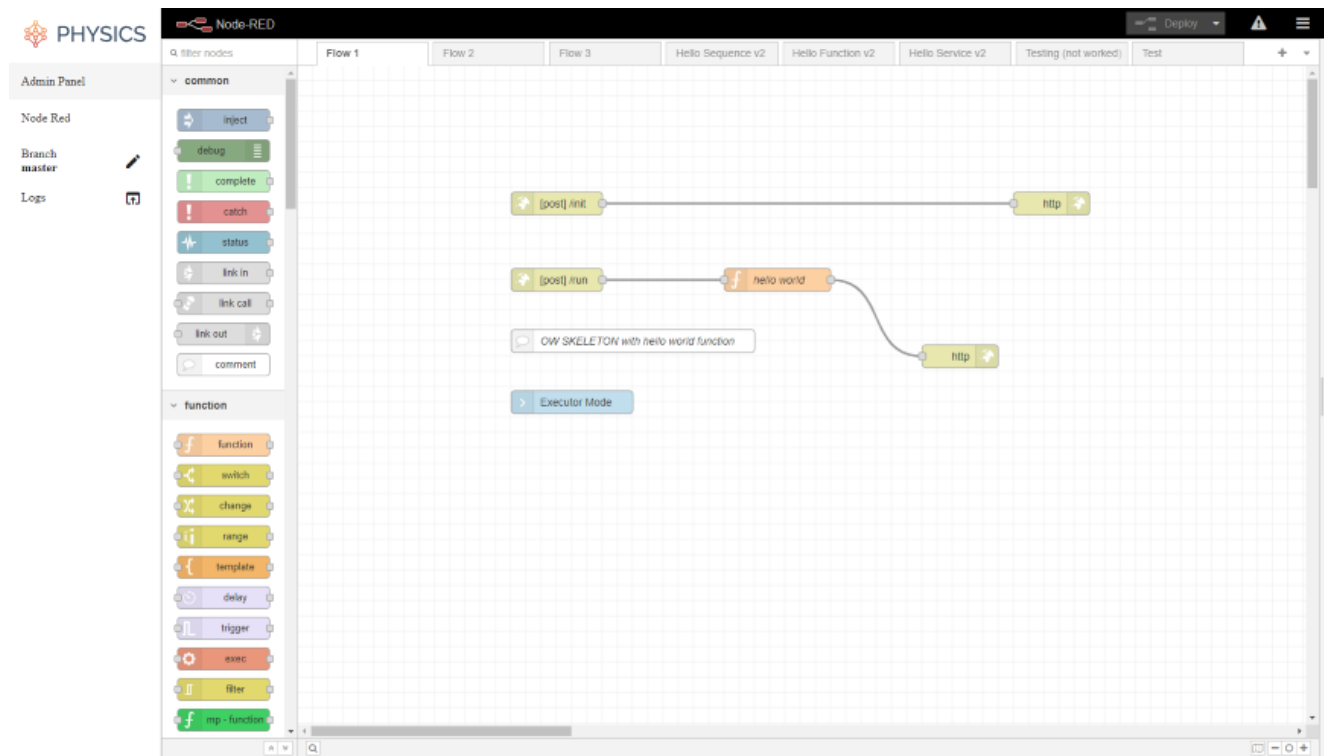 PHYSICS
Admin Panel
Node Red
Branch
master
Logs
Node-RED
Deploy
filter nodes
Flow 1
Flow 2
Flow 3
Hello Sequence v2
Hello Function v2
Hello Service v2
Testing (not worked)
Test
common
inject
debug
complete
catch
status
link in
link call
link out
comment
function
function
switch
change
range
template
delay
trigger
exec
filter
mp - function
[post] /init
http
[post] /run
hello world
OW SKELETON with hello world function
http
Executor Mode